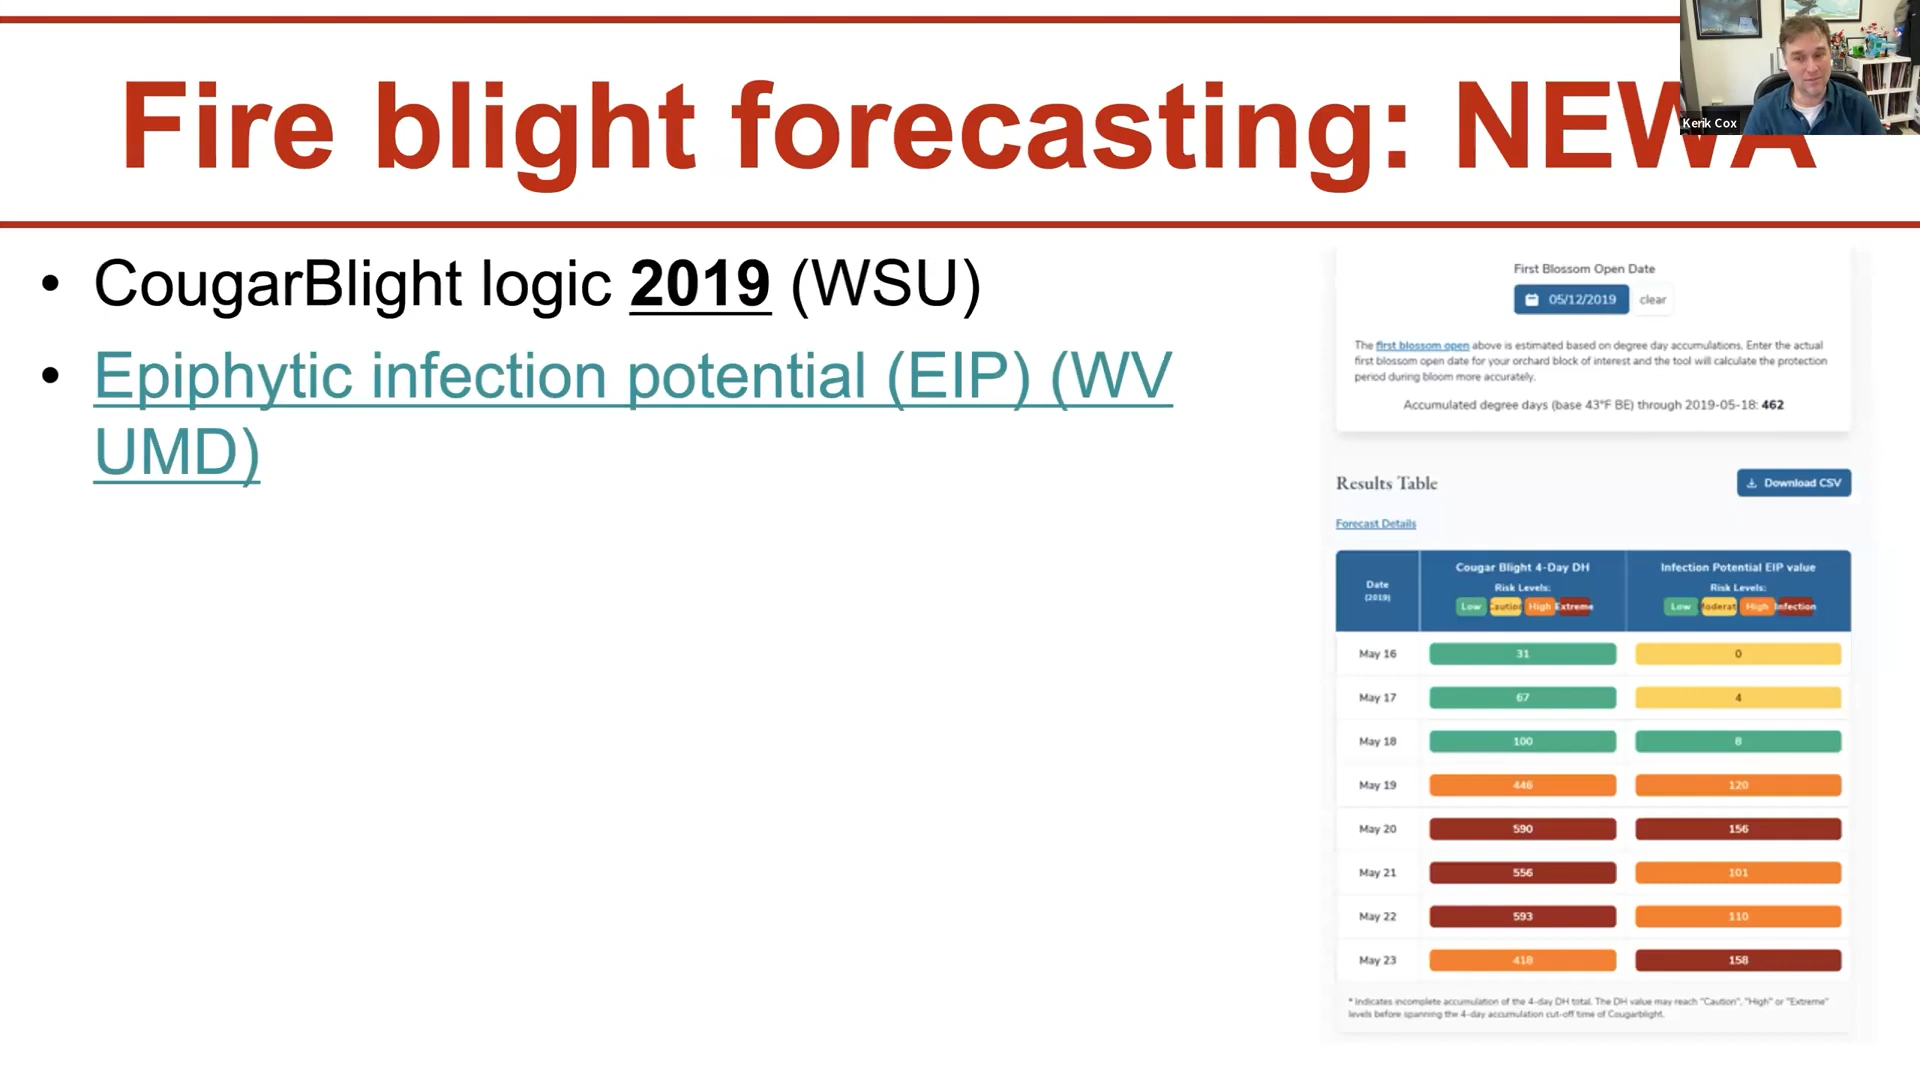 Fire blight forecasting: NEWA
Kerik Cox
• CougarBlight logic 2019 (WSU)
• Epiphytic infection potential (EIP) (WV
UMD)
First Blossom Open Date
05/12/2019 clear
The first blossom open above is estimated based on degree day accumulations. Enter the actual
first blossom open date for your orchard block of interest and the tool will calculate the protection
period during bloom more accurately.
Accumulated degree days (base 43°F BE) through 2019-05-18: 462
Results Table
Download CSV
Forecast Details
Date
(2019)
Cougar Blight 4-Day DH
Risk Levels:
Low Caution High Extreme
Infection Potential EIP value
Risk Levels:
Low Moderat High Infection
May 16 31 0
May 17 67 4
May 18 100 8
May 19 446 120
May 20 590 156
May 21 556 101
May 22 593 110
May 23 418 158
* Indicates incomplete accumulation of the 4-day DH total. The DH value may reach "Caution", "High" or "Extreme"
levels before spanning the 4-day accumulation cut-off time of Cougarblight.